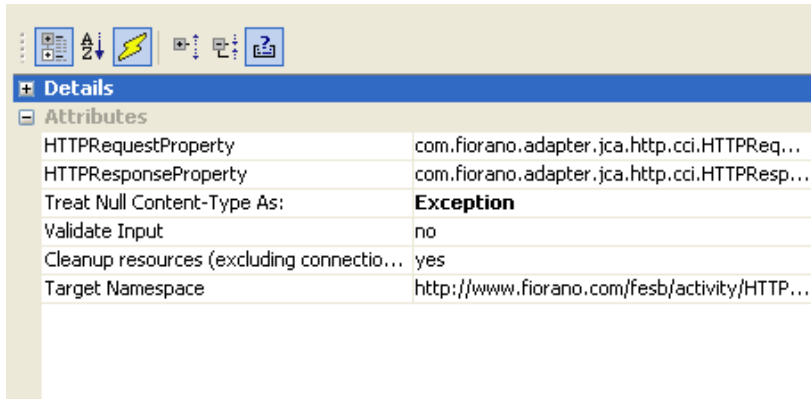 Details
Attributes
HTTPRequestProperty com.fiorano.adapter.jca.http.cci.HTTPReq...
HTTPResponseProperty com.fiorano.adapter.jca.http.cci.HTTPResp...
Treat Null Content-Type As: Exception
Validate Input no
Cleanup resources (excluding connectio... yes
Target Namespace http://www.fiorano.com/fesb/activity/HTTP...